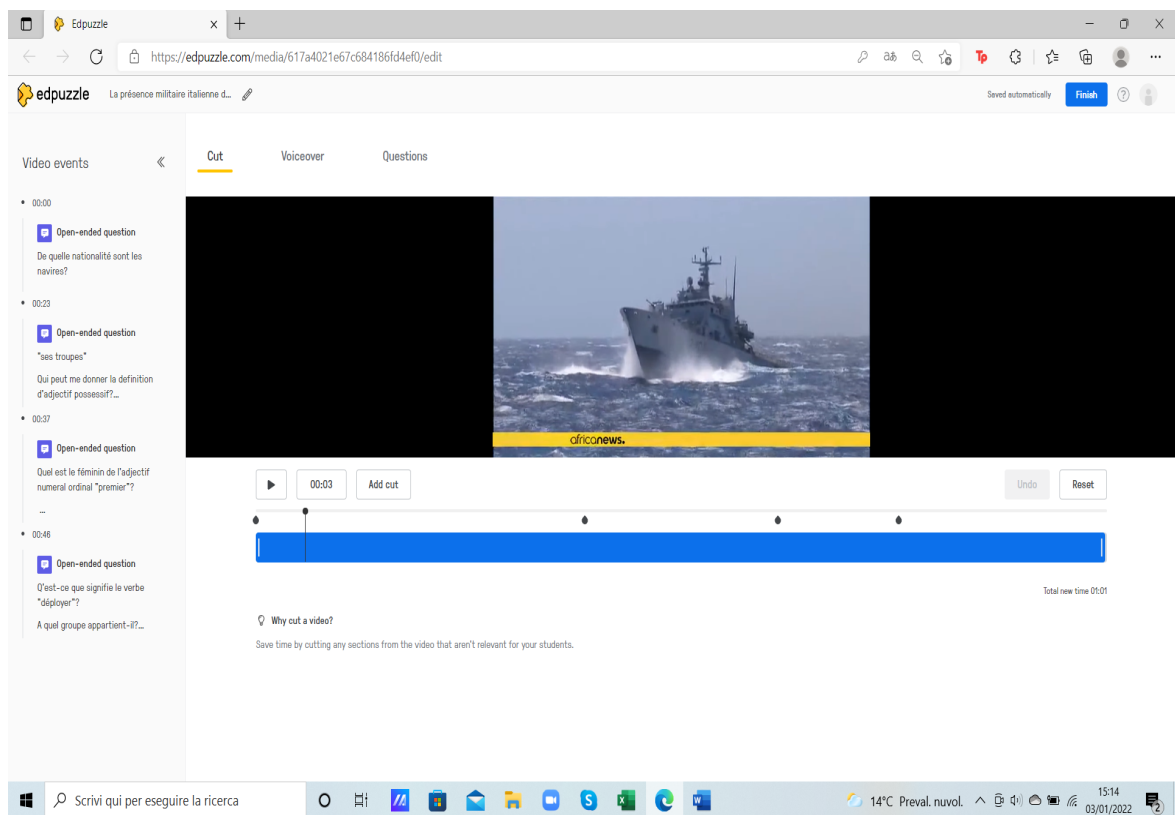 Edpuzzle
https://edpuzzle.com/media/617a4021e67c684186fd4ef0/edit
edpuzzle
La présence militaire italienne d...
Saved automatically
Finish
Video events
Cut
Voiceover
Questions
00:00
Open-ended question
De quelle nationalité sont les
navires?
00:23
Open-ended question
"ses troupes"
Qui peut me donner la definition
d'adjectif possessif?...
00:37
Open-ended question
Quel est le féminin de l'adjectif
numeral ordinal "premier"?
...
00:46
Open-ended question
Q'est-ce que signifie le verbe
"déployer"?
A quel groupe appartient-il?...
africanews.
00:03
Add cut
Undo
Reset
Total new time 01:01
Why cut a video?
Save time by cutting any sections from the video that aren't relevant for your students.
Scrivi qui per eseguire la ricerca
14°C Preval. nuvol.
15:14
03/01/2022
2